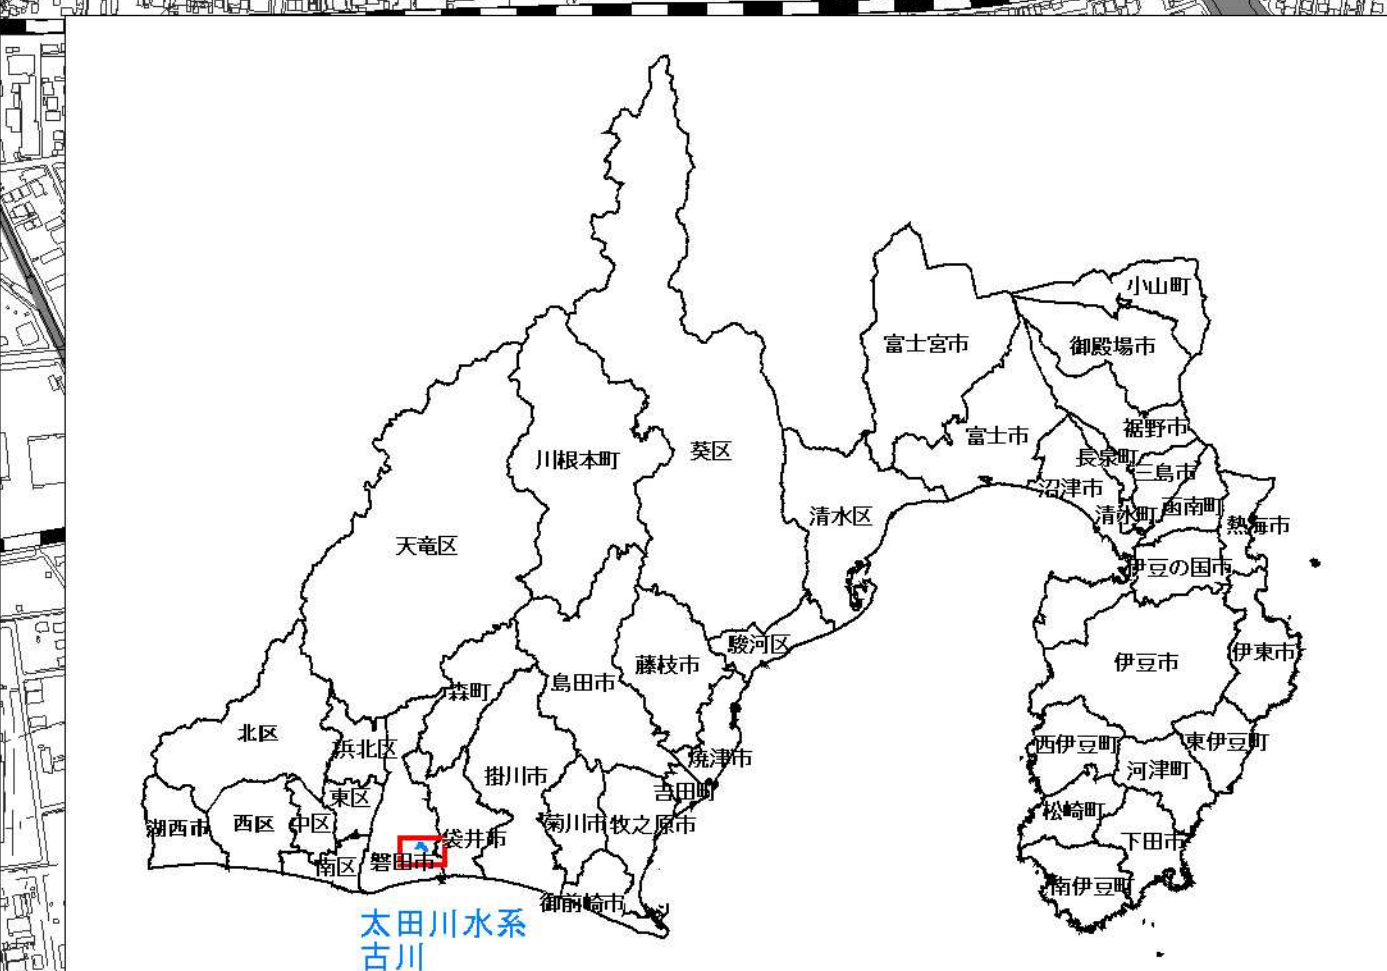 小山町
富士宮市
御殿場市
裾野市
富士市
川根本町
葵区
長泉町
三島市
沼津市
函南町
清水区
清水町
熱海市
天竜区
伊豆の国市
駿河区
伊東市
藤枝市
伊豆市
島田市
森町
北区
浜北区
西伊豆町
東伊豆町
焼津市
河津町
掛川市
吉田町
東区
松崎町
湖西市
西区
中区
菊川市
牧之原市
袋井市
下田市
磐田市
南区
南伊豆町
御前崎市
太田川水系
古川